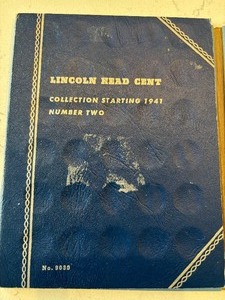 LINCOLN HEAD CENT
COLLECTION STARTING 1941
NUMBER TWO
No. 9030